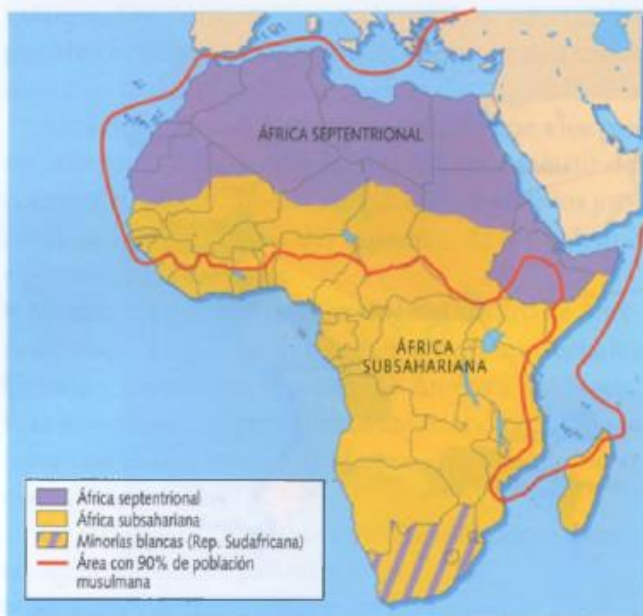 ÁFRICA SEPTENTRIONAL
ÁFRICA
SUBSAHARIANA
África septentrional
África subsahariana
Minorías blancas (Rep. Sudafricana)
Área con 90% de población
musulmana